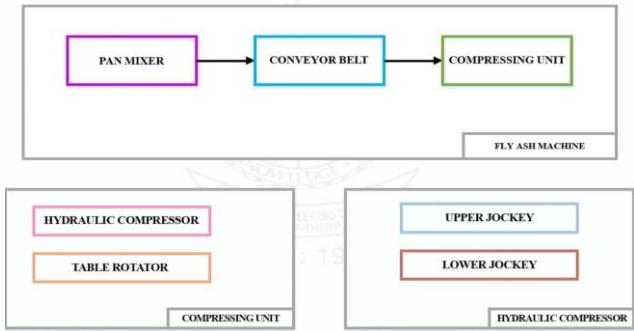 PAN MIXER
CONVEYOR BELT
COMPRESSING UNIT
FLY ASH MACHINE
HYDRAULIC COMPRESSOR
TABLE ROTATOR
COMPRESSING UNIT
UPPER JOCKEY
LOWER JOCKEY
HYDRAULIC COMPRESSOR